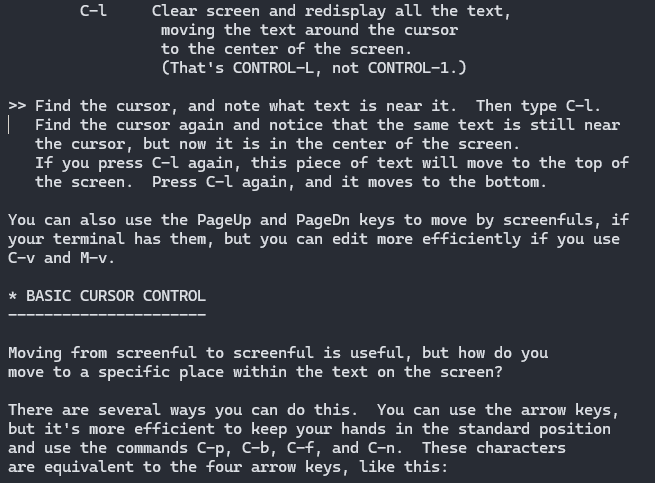 C-l     Clear screen and redisplay all the text,
moving the text around the cursor
to the center of the screen.
(That's CONTROL-L, not CONTROL-1.)
>> Find the cursor, and note what text is near it.  Then type C-l.
Find the cursor again and notice that the same text is still near
the cursor, but now it is in the center of the screen.
If you press C-l again, this piece of text will move to the top of
the screen.  Press C-l again, and it moves to the bottom.
You can also use the PageUp and PageDn keys to move by screenfuls, if
your terminal has them, but you can edit more efficiently if you use
C-v and M-v.
* BASIC CURSOR CONTROL
----------------------
Moving from screenful to screenful is useful, but how do you
move to a specific place within the text on the screen?
There are several ways you can do this.  You can use the arrow keys,
but it's more efficient to keep your hands in the standard position
and use the commands C-p, C-b, C-f, and C-n.  These characters
are equivalent to the four arrow keys, like this: